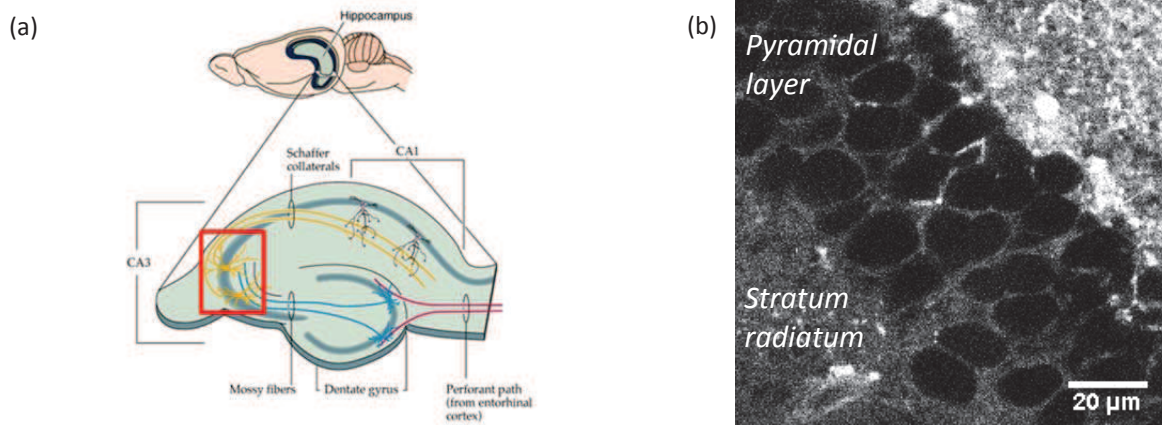 (a)
Hippocampus
Schaffer
collaterals
CA1
CA3
Mossy fibers
Dentate gyrus
Perforant path
(from entorhinal
cortex)
(b)
Pyramidal
layer
Stratum
radiatum
20 µm